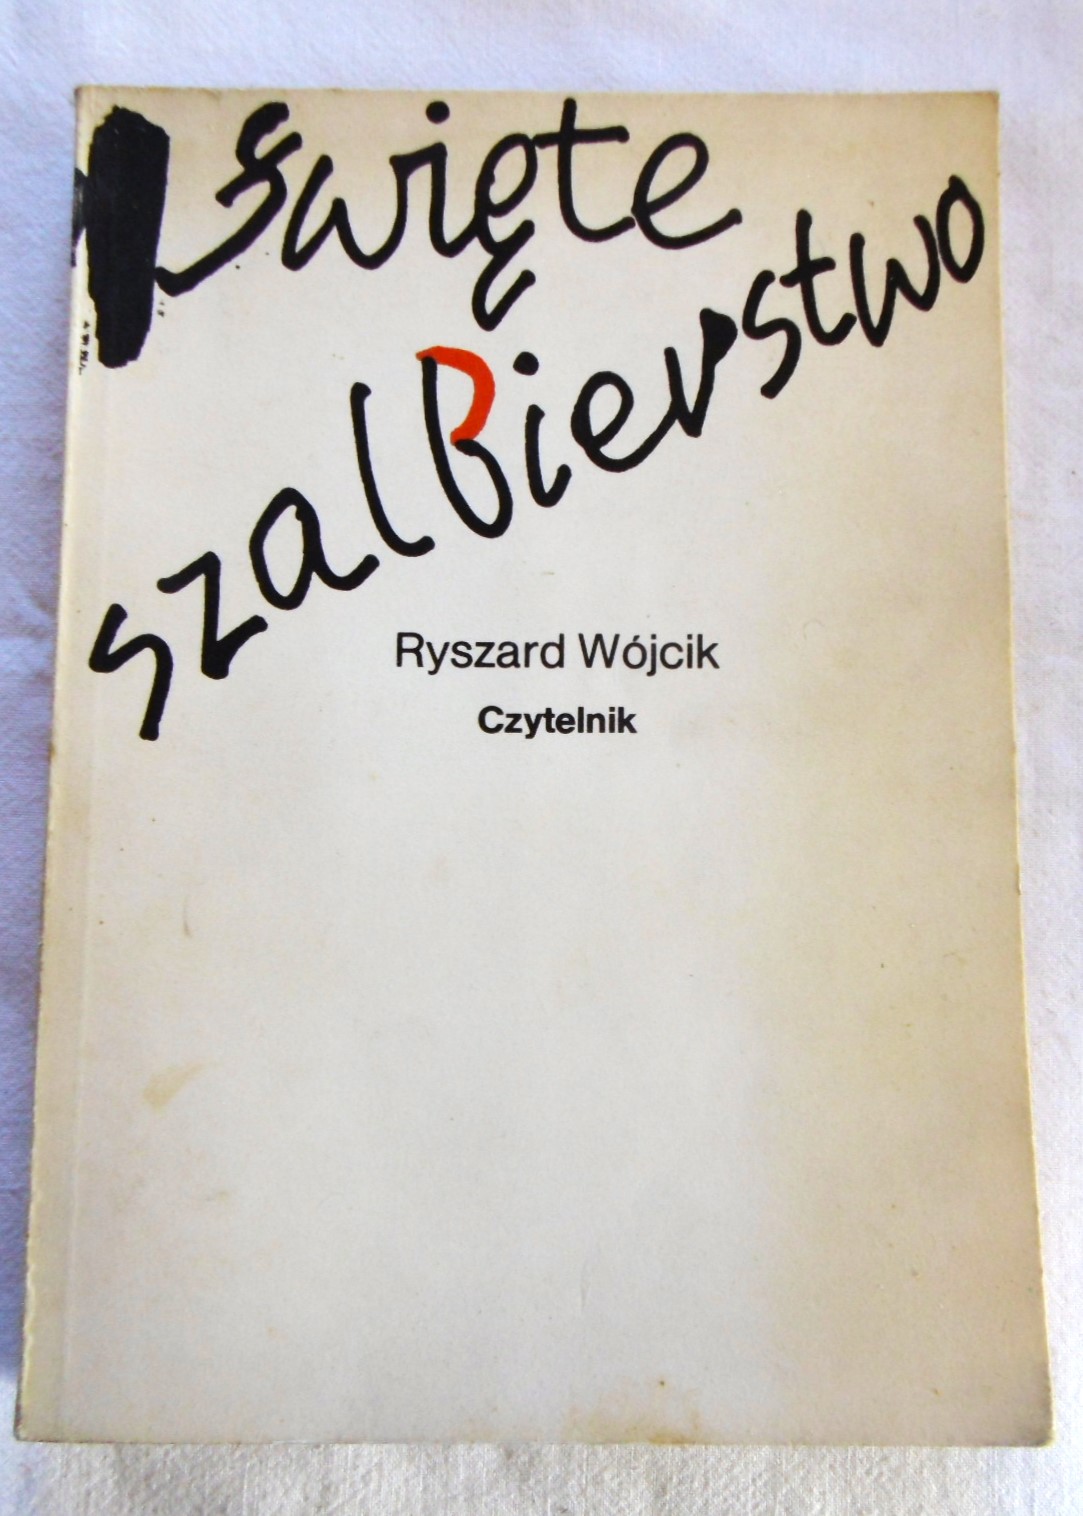 święte
szalbierstwo
Ryszard Wójcik
Czytelnik